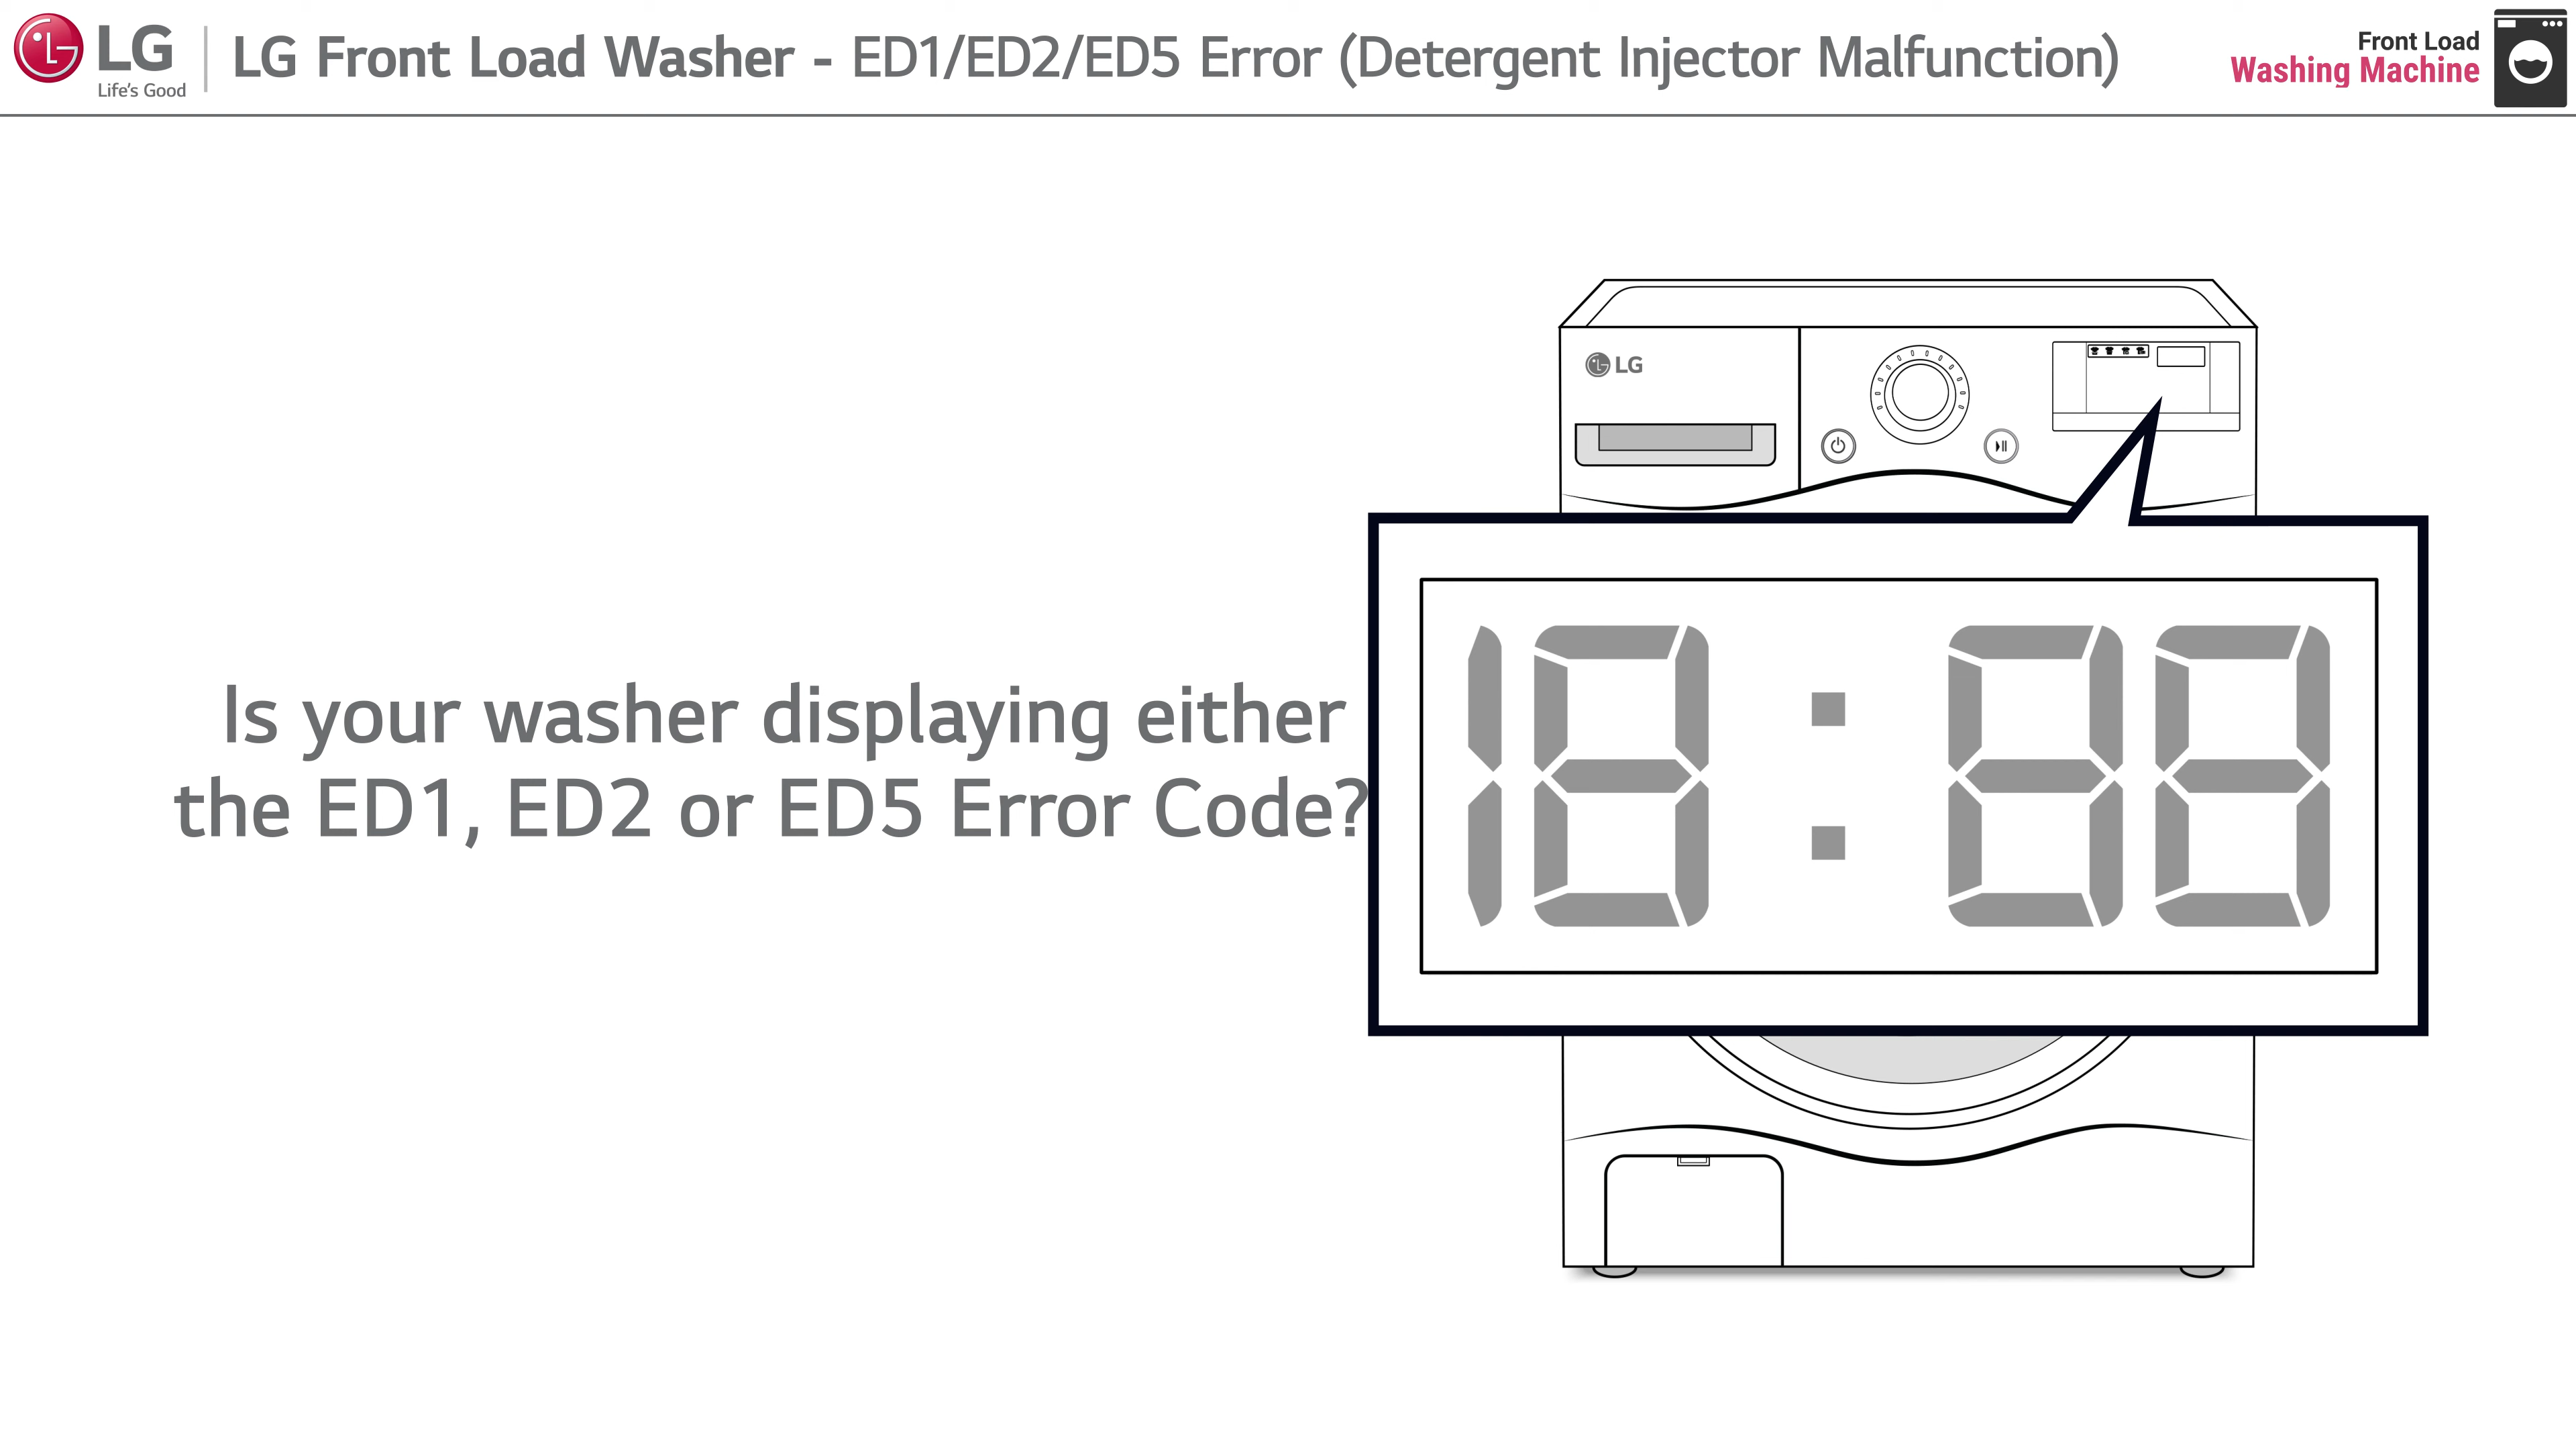 LG
Life's Good
LG Front Load Washer - ED1/ED2/ED5 Error (Detergent Injector Malfunction)
Front Load
Washing Machine
LG
Is your washer displaying either
the ED1, ED2 or ED5 Error Code?
18:88